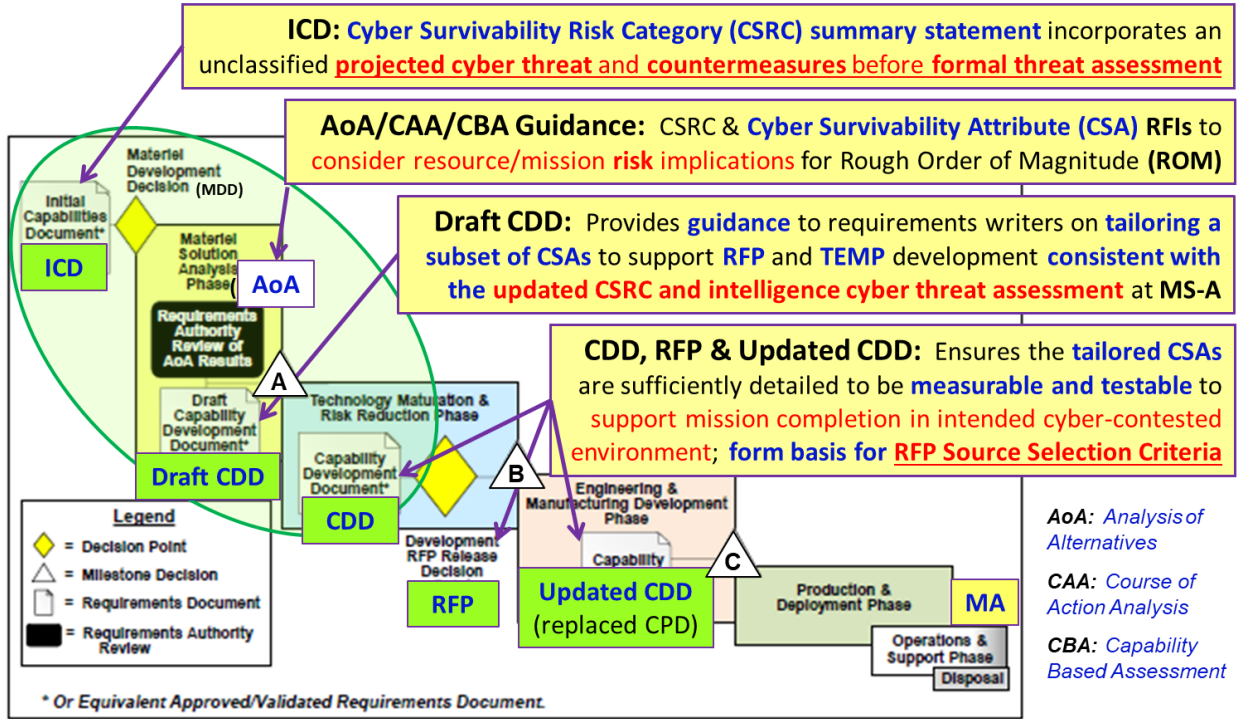 ICD: Cyber Survivability Risk Category (CSRC) summary statement incorporates an
unclassified projected cyber threat and countermeasures before formal threat assessment
AoA/CAA/CBA Guidance: CSRC & Cyber Survivability Attribute (CSA) RFIs to
consider resource/mission risk implications for Rough Order of Magnitude (ROM)
Draft CDD: Provides guidance to requirements writers on tailoring a
subset of CSAs to support RFP and TEMP development consistent with
the updated CSRC and intelligence cyber threat assessment at MS-A
CDD, RFP & Updated CDD: Ensures the tailored CSAs
are sufficiently detailed to be measurable and testable to
support mission completion in intended cyber-contested
environment; form basis for RFP Source Selection Criteria
Materiel
Development
Decision (MDD)
Initial
Capabilities
Document*
ICD
Materiel
Solution
Analysis
Phase (
AoA
Requirements
Authority
Review of
AoA Results
A
Draft
Capability
Development
Document*
Draft CDD
Technology Maturation &
Risk Reduction Phase
Capability
Development
Document*
CDD
B
Development
RFP Release
Decision
RFP
Engineering &
Manufacturing Development
Phase
Capability
Updated CDD
(replaced CPD)
C
Production &
Deployment Phase
MA
Operations &
Support Phase
Disposal
Legend
= Decision Point
= Milestone Decision
= Requirements Document
= Requirements Authority
Review
* Or Equivalent Approved/Validated Requirements Document.
AoA: Analysis of
Alternatives
CAA: Course of
Action Analysis
CBA: Capability
Based Assessment